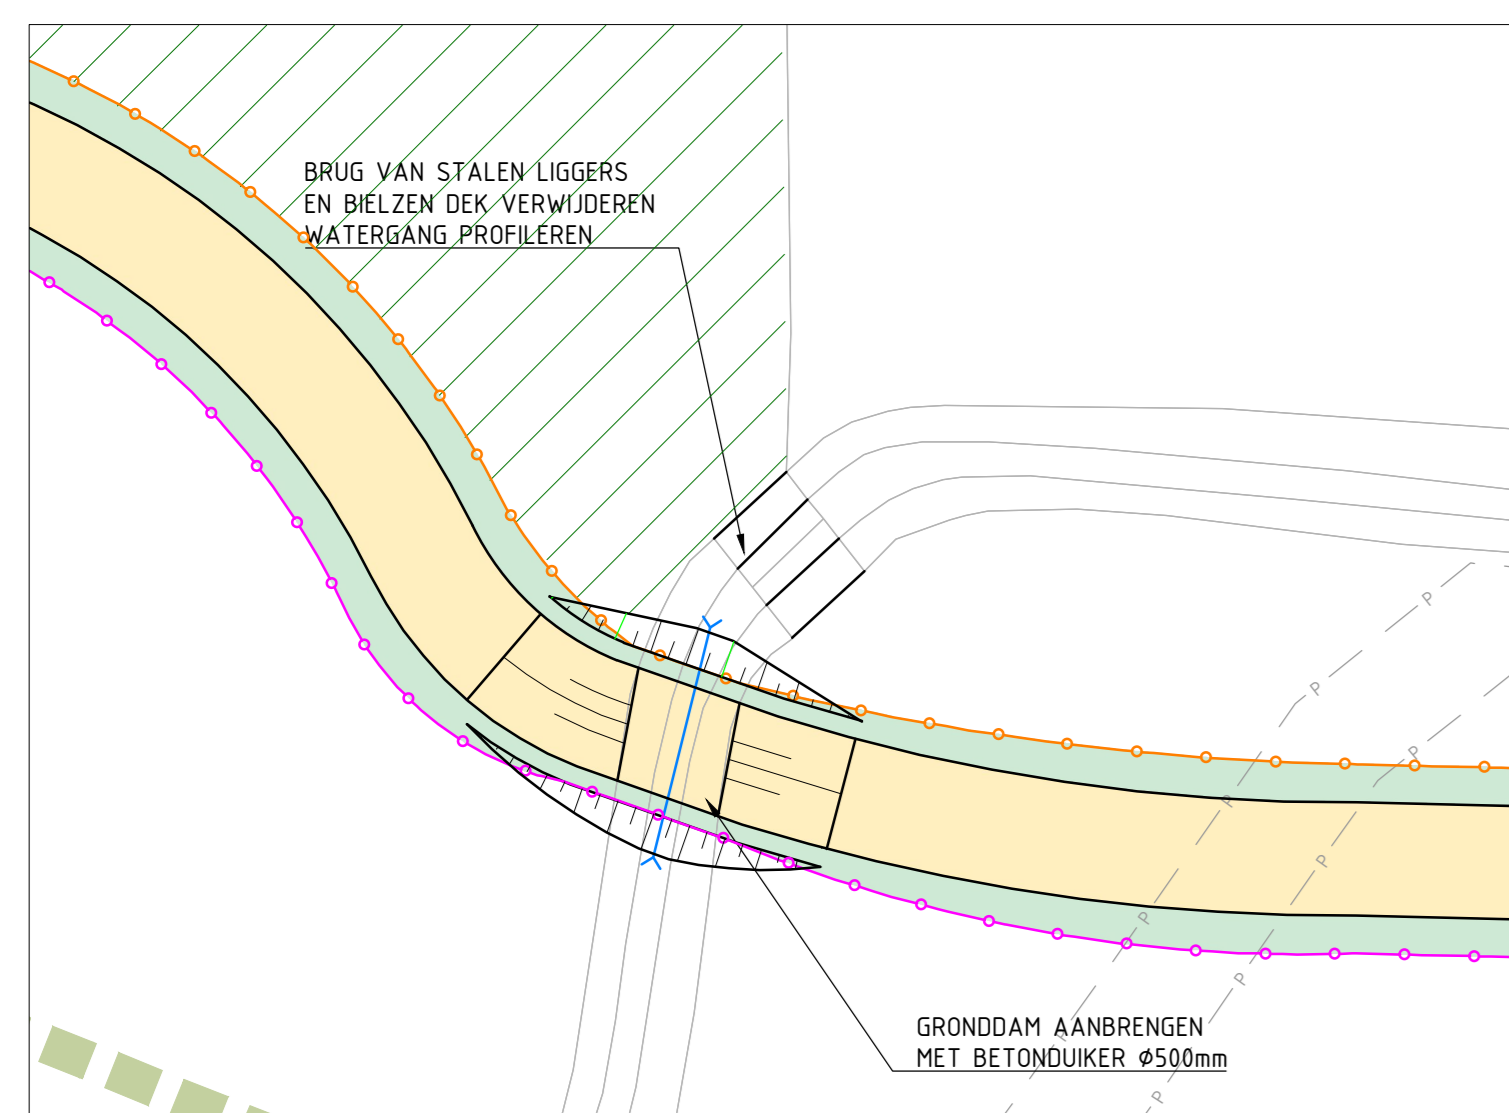 BRUG VAN STALEN LIGGERS
EN BIELZEN DEK VERWIJDEREN
WATERGANG PROFILEREN
P
P
P
P
P
P
P
P
P
GRONDDAM AANBRENGEN
MET BETONDUIKER Ø500mm